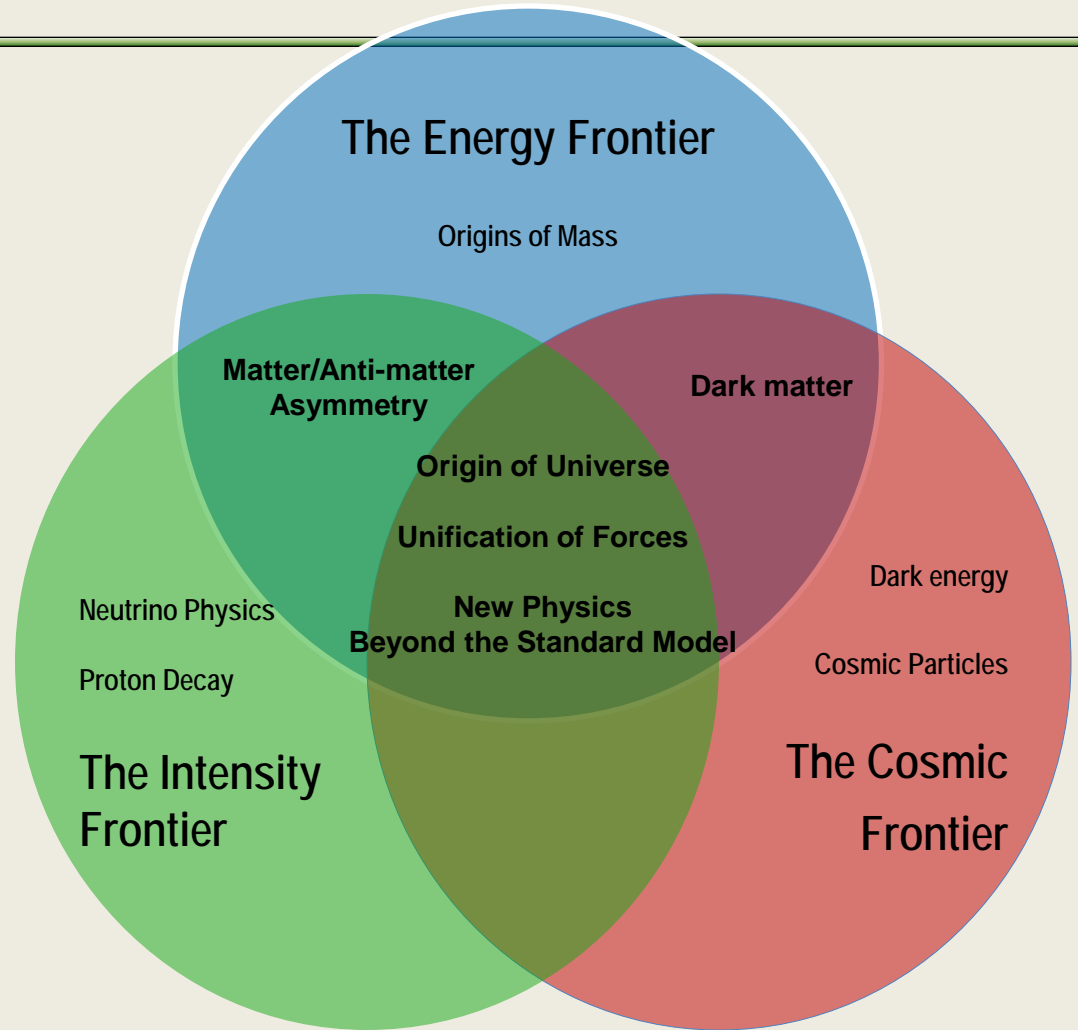 The Energy Frontier
Origins of Mass
Matter/Anti-matter
Asymmetry
Dark matter
Origin of Universe
Unification of Forces
New Physics
Beyond the Standard Model
Neutrino Physics
Proton Decay
The Intensity
Frontier
Dark energy
Cosmic Particles
The Cosmic
Frontier